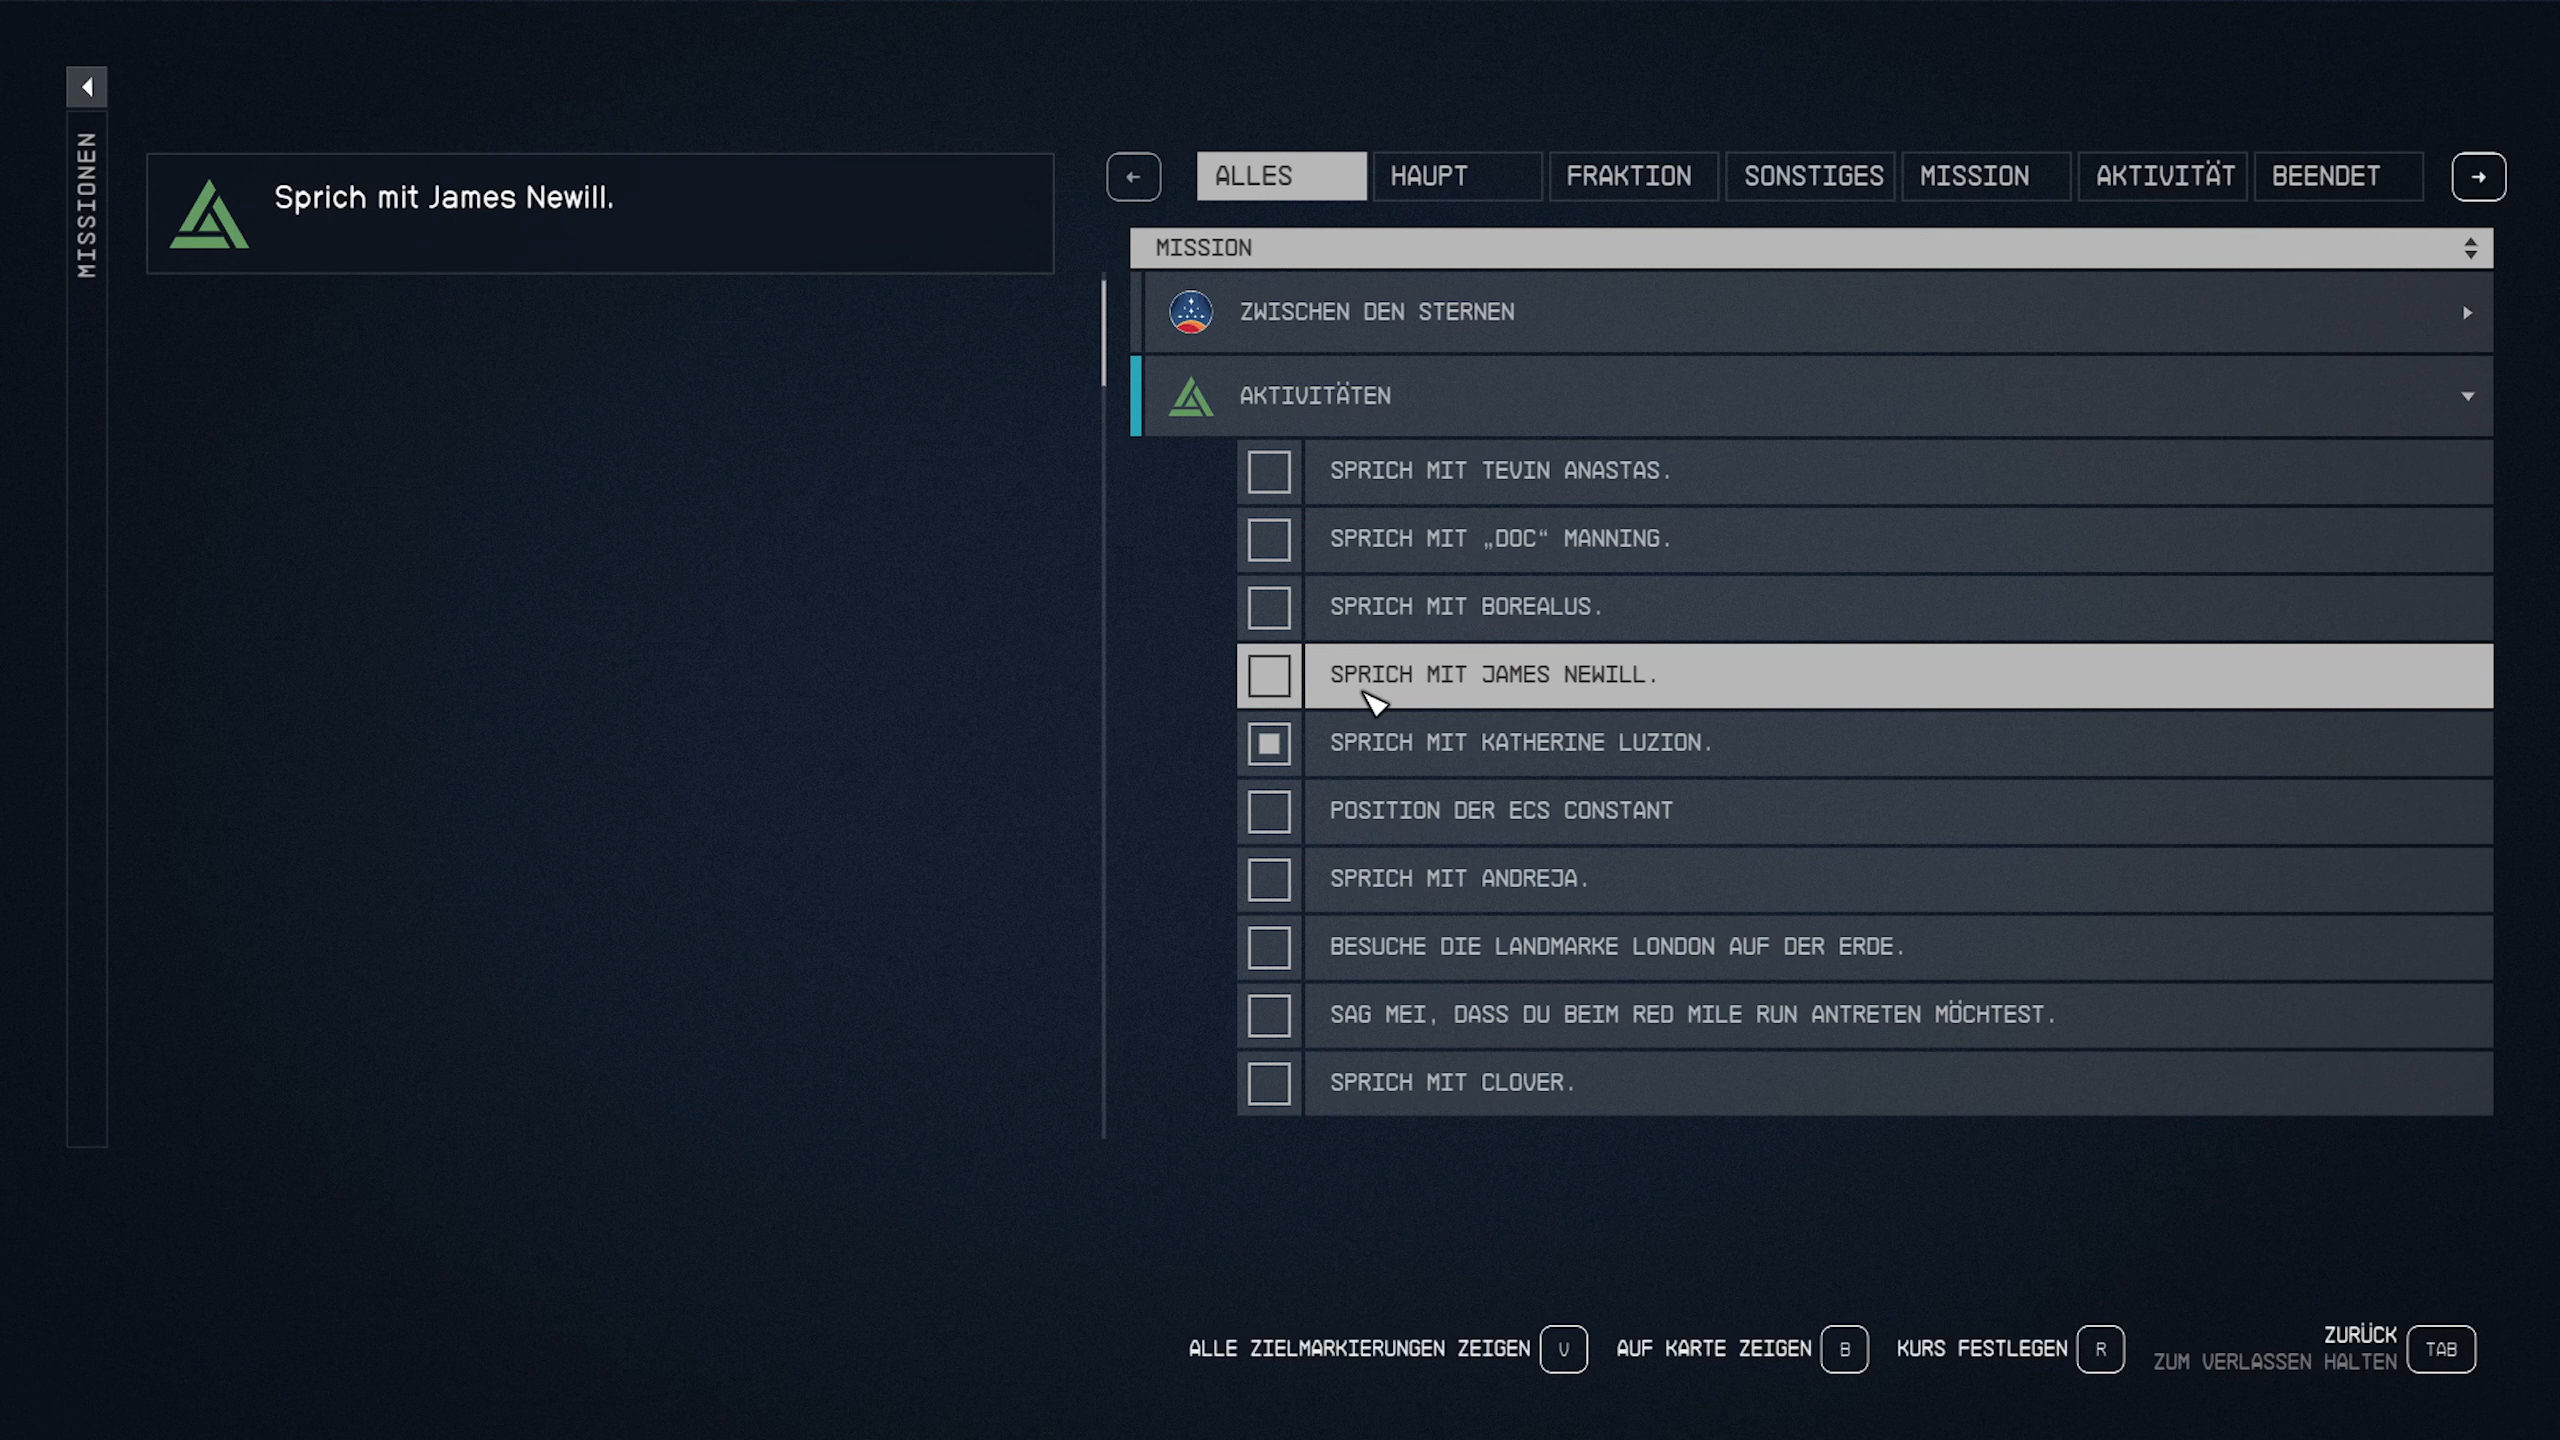 MISSIONEN
Sprich mit James Newill.
ALLES HAUPT FRAKTION SONSTIGES MISSION AKTIVITÄT BEENDET
MISSION
ZWISCHEN DEN STERNEN
AKTIVITÄTEN
SPRICH MIT TEVIN ANASTAS.
SPRICH MIT „DOC“ MANNING.
SPRICH MIT BOREALUS.
SPRICH MIT JAMES NEWILL.
SPRICH MIT KATHERINE LUZION.
POSITION DER ECS CONSTANT
SPRICH MIT ANDREJA.
BESUCHE DIE LANDMARKE LONDON AUF DER ERDE.
SAG MEI, DASS DU BEIM RED MILE RUN ANTRETEN MÖCHTEST.
SPRICH MIT CLOVER.
ALLE ZIELMARKIERUNGEN ZEIGEN V AUF KARTE ZEIGEN B KURS FESTLEGEN R ZURÜCK TAB
ZUM VERLASSEN HALTEN